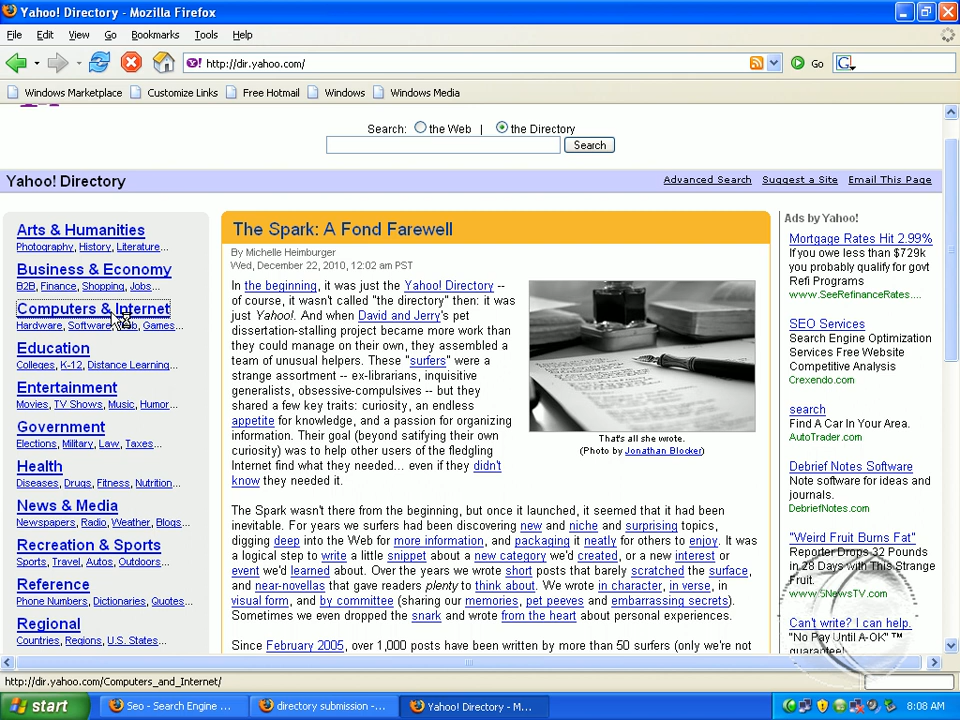 Yahoo! Directory - Mozilla Firefox
File Edit View Go Bookmarks Tools Help
http://dir.yahoo.com/ Go
Windows Marketplace Customize Links Free Hotmail Windows Windows Media
Search: the Web | the Directory
Search
Yahoo! Directory
Advanced Search Suggest a Site Email This Page
Arts & Humanities
Photography, History, Literature...
Business & Economy
B2B, Finance, Shopping, Jobs...
Computers & Internet
Hardware, Software, Web, Games...
Education
Colleges, K-12, Distance Learning...
Entertainment
Movies, TV Shows, Music, Humor...
Government
Elections, Military, Law, Taxes...
Health
Diseases, Drugs, Fitness, Nutrition...
News & Media
Newspapers, Radio, Weather, Blogs...
Recreation & Sports
Sports, Travel, Autos, Outdoors...
Reference
Phone Numbers, Dictionaries, Quotes...
Regional
Countries, Regions, U.S. States...
The Spark: A Fond Farewell
By Michelle Heimburger
Wed, December 22, 2010, 12:02 am PST
In the beginning, it was just the Yahoo! Directory --
of course, it wasn't called "the directory" then: it was
just Yahoo!. And when David and Jerry's pet
dissertation-stalling project became more work than
they could manage on their own, they assembled a
team of unusual helpers. These "surfers" were a
strange assortment -- ex-librarians, inquisitive
generalists, obsessive-compulsives -- but they
shared a few key traits: curiosity, an endless
appetite for knowledge, and a passion for organizing
information. Their goal (beyond satifying their own
curiosity) was to help other users of the fledgling
Internet find what they needed... even if they didn't
know they needed it.
That's all she wrote.
(Photo by Jonathan Blocker)
The Spark wasn't there from the beginning, but once it launched, it seemed that it had been
inevitable. For years we surfers had been discovering new and niche and surprising topics,
digging deep into the Web for more information, and packaging it neatly for others to enjoy. It was
a logical step to write a little snippet about a new category we'd created, or a new interest or
event we'd learned about. Over the years we wrote short posts that barely scratched the surface,
and near-novellas that gave readers plenty to think about. We wrote in character, in verse, in
visual form, and by committee (sharing our memories, pet peeves and embarrassing secrets).
Sometimes we even dropped the snark and wrote from the heart about personal experiences.
Since February 2005, over 1,000 posts have been written by more than 50 surfers (only we're not
Ads by Yahoo!
Mortgage Rates Hit 2.99%
If you owe less than $729k
you probably qualify for govt
Refi Programs
www.SeeRefinanceRates....
SEO Services
Search Engine Optimization
Services Free Website
Competitive Analysis
Crexendo.com
search
Find A Car In Your Area.
AutoTrader.com
Debrief Notes Software
Note software for ideas and
journals.
DebriefNotes.com
"Weird Fruit Burns Fat"
Reporter Drops 32 Pounds
in 28 Days with This Strange
Fruit.
www.5NewsTV.com
Can't write? I can help.
"No Pay Until A-OK" ™
guarantee!
http://dir.yahoo.com/Computers_and_Internet/
start Seo - Search Engine ... directory submission -... Yahoo! Directory - M... 8:08 AM